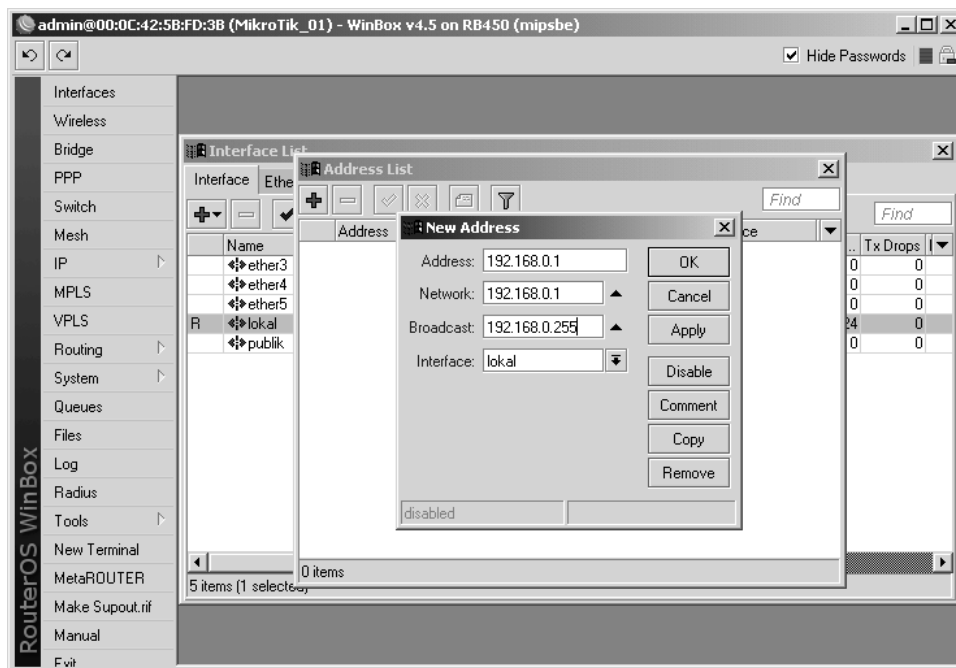 admin@00:0C:42:5B:FD:3B (MikroTik_01) - WinBox v4.5 on RB450 (mipsbe)
Hide Passwords
RouterOS WinBox
Interfaces
Wireless
Bridge
PPP
Switch
Mesh
IP
MPLS
VPLS
Routing
System
Queues
Files
Log
Radius
Tools
New Terminal
MetaROUTER
Make Supout.rif
Manual
Exit
Interface List
Interface Ethe
Find
Name
.. Tx Drops
ether3 0 0
ether4 0 0
ether5 0 0
R lokal 24 0
publik 0 0
5 items (1 selected)
Address List
Find
Address ce
0 items
New Address
Address: 192.168.0.1
Network: 192.168.0.1
Broadcast: 192.168.0.255
Interface: lokal
OK
Cancel
Apply
Disable
Comment
Copy
Remove
disabled